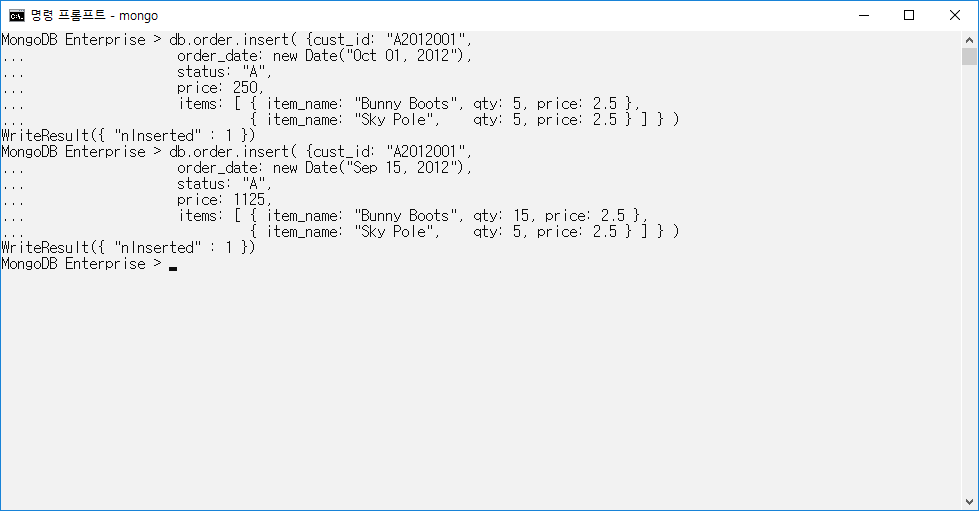 명령 프롬프트 - mongo
MongoDB Enterprise > db.order.insert( {cust_id: "A2012001",
...                   order_date: new Date("Oct 01, 2012"),
...                   status: "A",
...                   price: 250,
...                   items: [ { item_name: "Bunny Boots", qty: 5, price: 2.5 },
...                            { item_name: "Sky Pole",    qty: 5, price: 2.5 } ] } )
WriteResult({ "nInserted" : 1 })
MongoDB Enterprise > db.order.insert( {cust_id: "A2012001",
...                   order_date: new Date("Sep 15, 2012"),
...                   status: "A",
...                   price: 1125,
...                   items: [ { item_name: "Bunny Boots", qty: 15, price: 2.5 },
...                            { item_name: "Sky Pole",    qty: 5, price: 2.5 } ] } )
WriteResult({ "nInserted" : 1 })
MongoDB Enterprise >